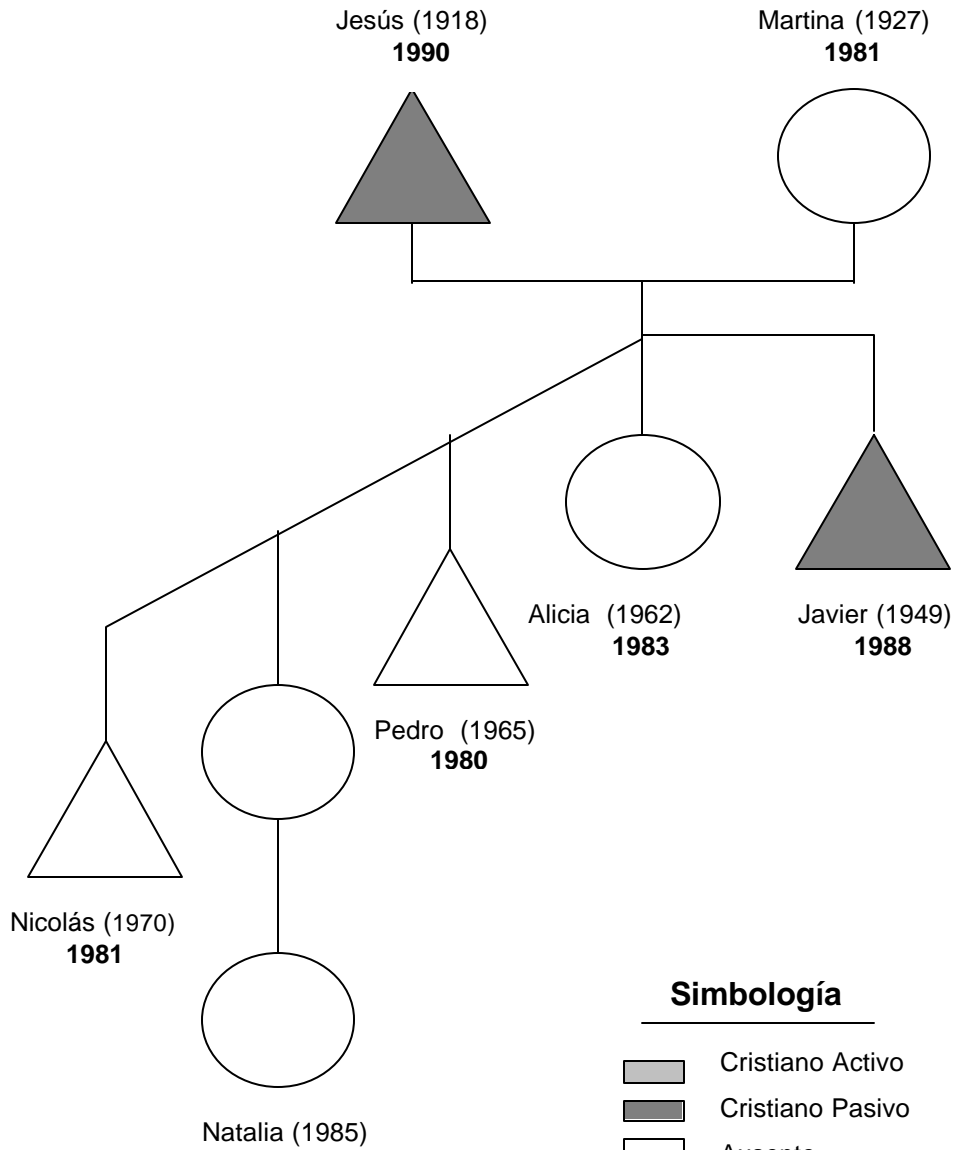 Jesús (1918)
1990
Martina (1927)
1981
Alicia (1962)
1983
Javier (1949)
1988
Pedro (1965)
1980
Nicolás (1970)
1981
Natalia (1985)
Simbología
Cristiano Activo
Cristiano Pasivo